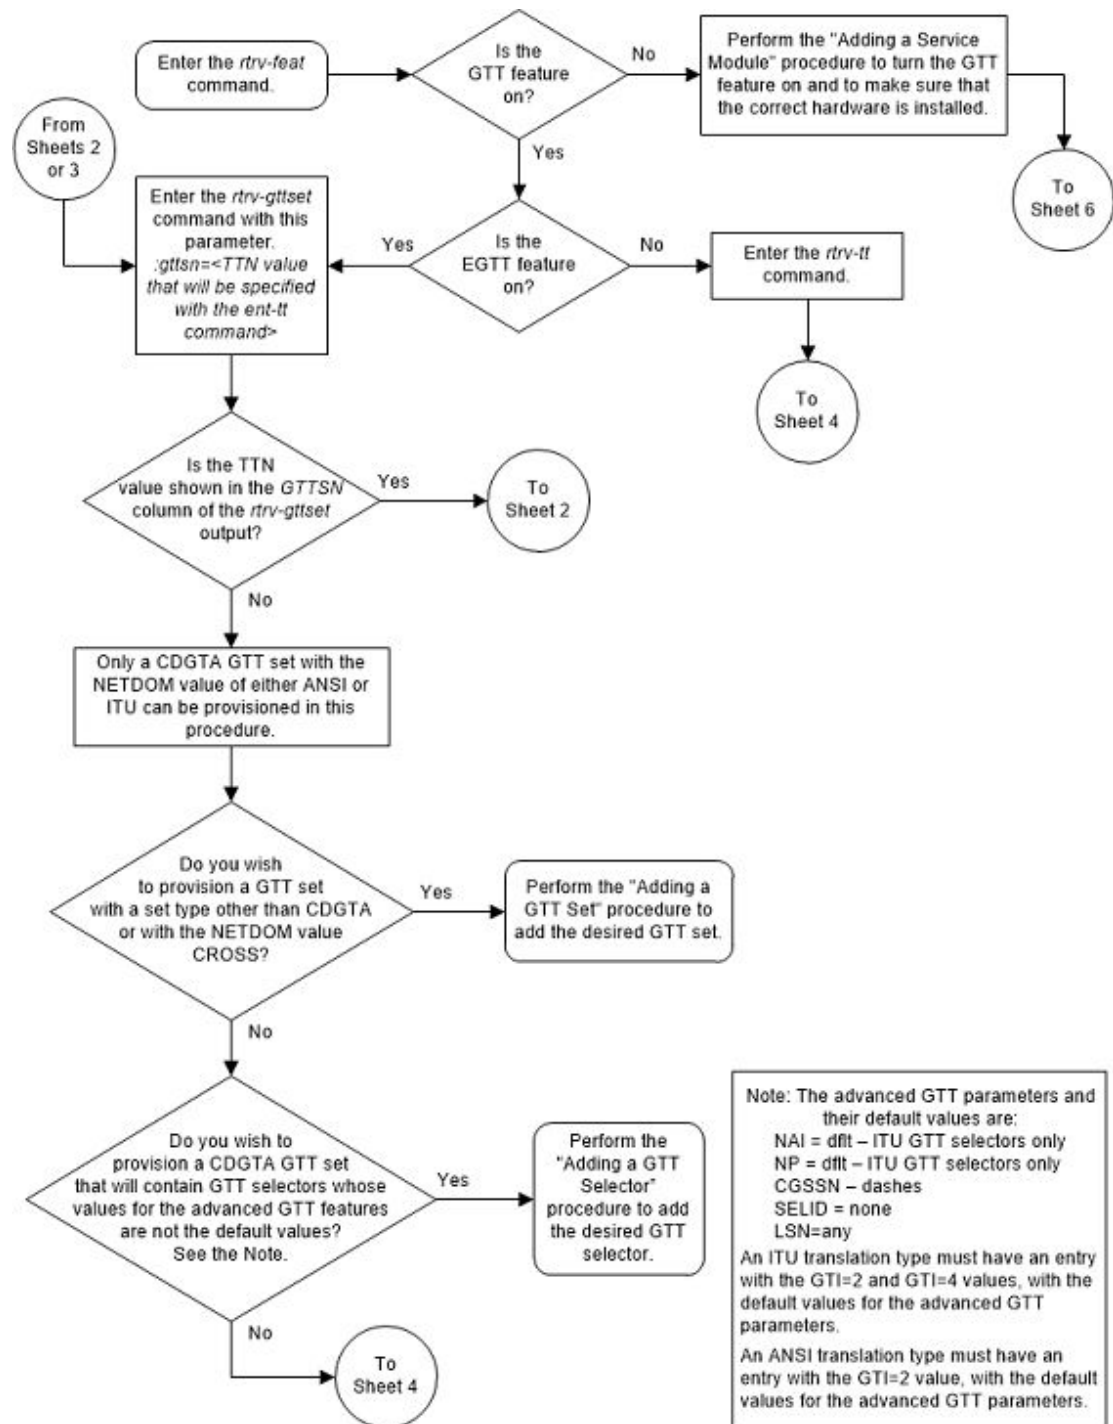 Enter the rtrv-feat
command.
Is the
GTT feature
on?
No
Perform the "Adding a Service
Module" procedure to turn the GTT
feature on and to make sure that
the correct hardware is installed.
Yes
To
Sheet 6
From
Sheets 2
or 3
Enter the rtrv-gttset
command with this
parameter.
:gttsn=<TTN value
that will be specified
with the ent-tt
command>
Yes
Is the
EGTT feature
on?
No
Enter the rtrv-tt
command.
To
Sheet 4
Is the TTN
value shown in the GTTSN
column of the rtrv-gttset
output?
Yes
To
Sheet 2
No
Only a CDGTA GTT set with the
NETDOM value of either ANSI or
ITU can be provisioned in this
procedure.
Do you wish
to provision a GTT set
with a set type other than CDGTA
or with the NETDOM value
CROSS?
Yes
Perform the "Adding a
GTT Set" procedure to
add the desired GTT set.
No
Do you wish to
provision a CDGTA GTT set
that will contain GTT selectors whose
values for the advanced GTT features
are not the default values?
See the Note.
Yes
Perform the
"Adding a GTT
Selector"
procedure to add
the desired GTT
selector.
No
To
Sheet 4
Note: The advanced GTT parameters and
their default values are:
NAI = dflt – ITU GTT selectors only
NP = dflt – ITU GTT selectors only
CGSSN – dashes
SELID = none
LSN=any
An ITU translation type must have an entry
with the GTI=2 and GTI=4 values, with the
default values for the advanced GTT
parameters.
An ANSI translation type must have an
entry with the GTI=2 value, with the default
values for the advanced GTT parameters.